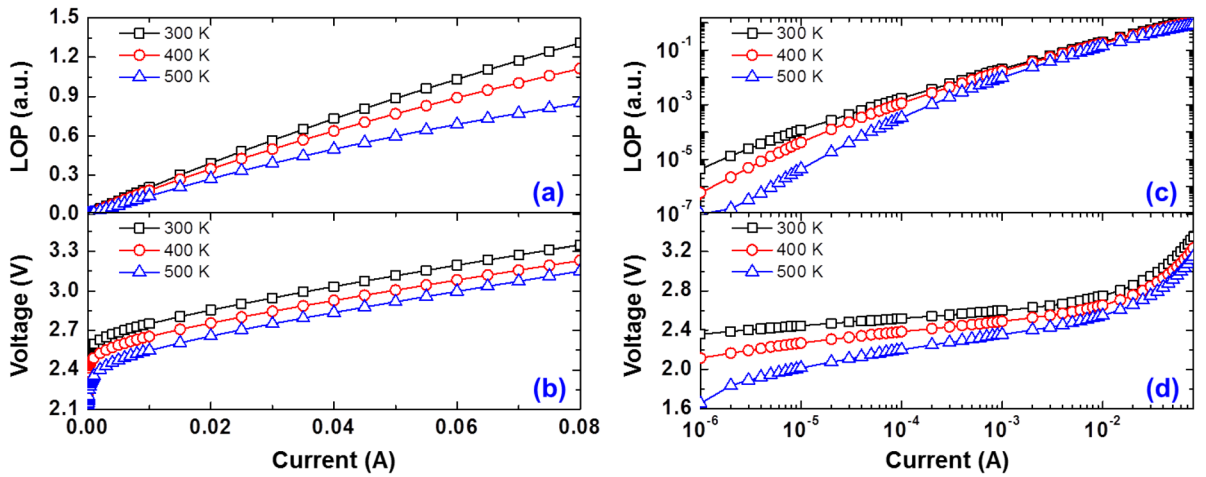 LOP (a.u.)
1.5
1.2
0.9
0.6
0.3
0.0
300 K
400 K
500 K
(a)
Voltage (V)
3.3
3.0
2.7
2.4
2.1
300 K
400 K
500 K
(b)
0.00 0.02 0.04 0.06 0.08
Current (A)
LOP (a.u.)
10-1
10-3
10-5
10-7
300 K
400 K
500 K
(c)
Voltage (V)
3.2
2.8
2.4
2.0
1.6
300 K
400 K
500 K
(d)
10-6 10-5 10-4 10-3 10-2
Current (A)